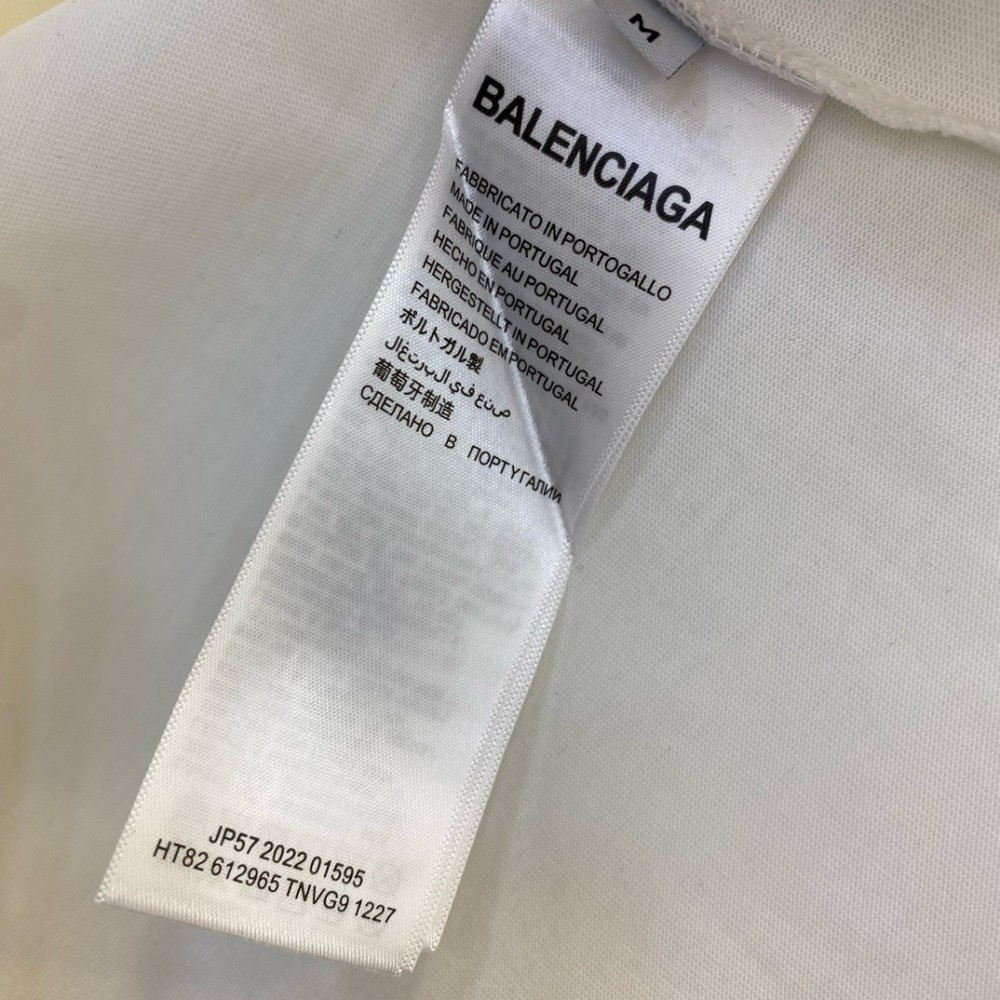 M
BALENCIAGA
FABBRICATO IN PORTOGALLO
MADE IN PORTUGAL
FABRIQUE AU PORTUGAL
HECHO EN PORTUGAL
HERGESTELLT IN PORTUGAL
FABRICADO EM PORTUGAL
ポルトガル製
صنع في البرتغال
葡萄牙制造
СДЕЛАНО В ПОРТУГАЛИИ
JP57 2022 01595
HT82 612965 TNVG9 1227